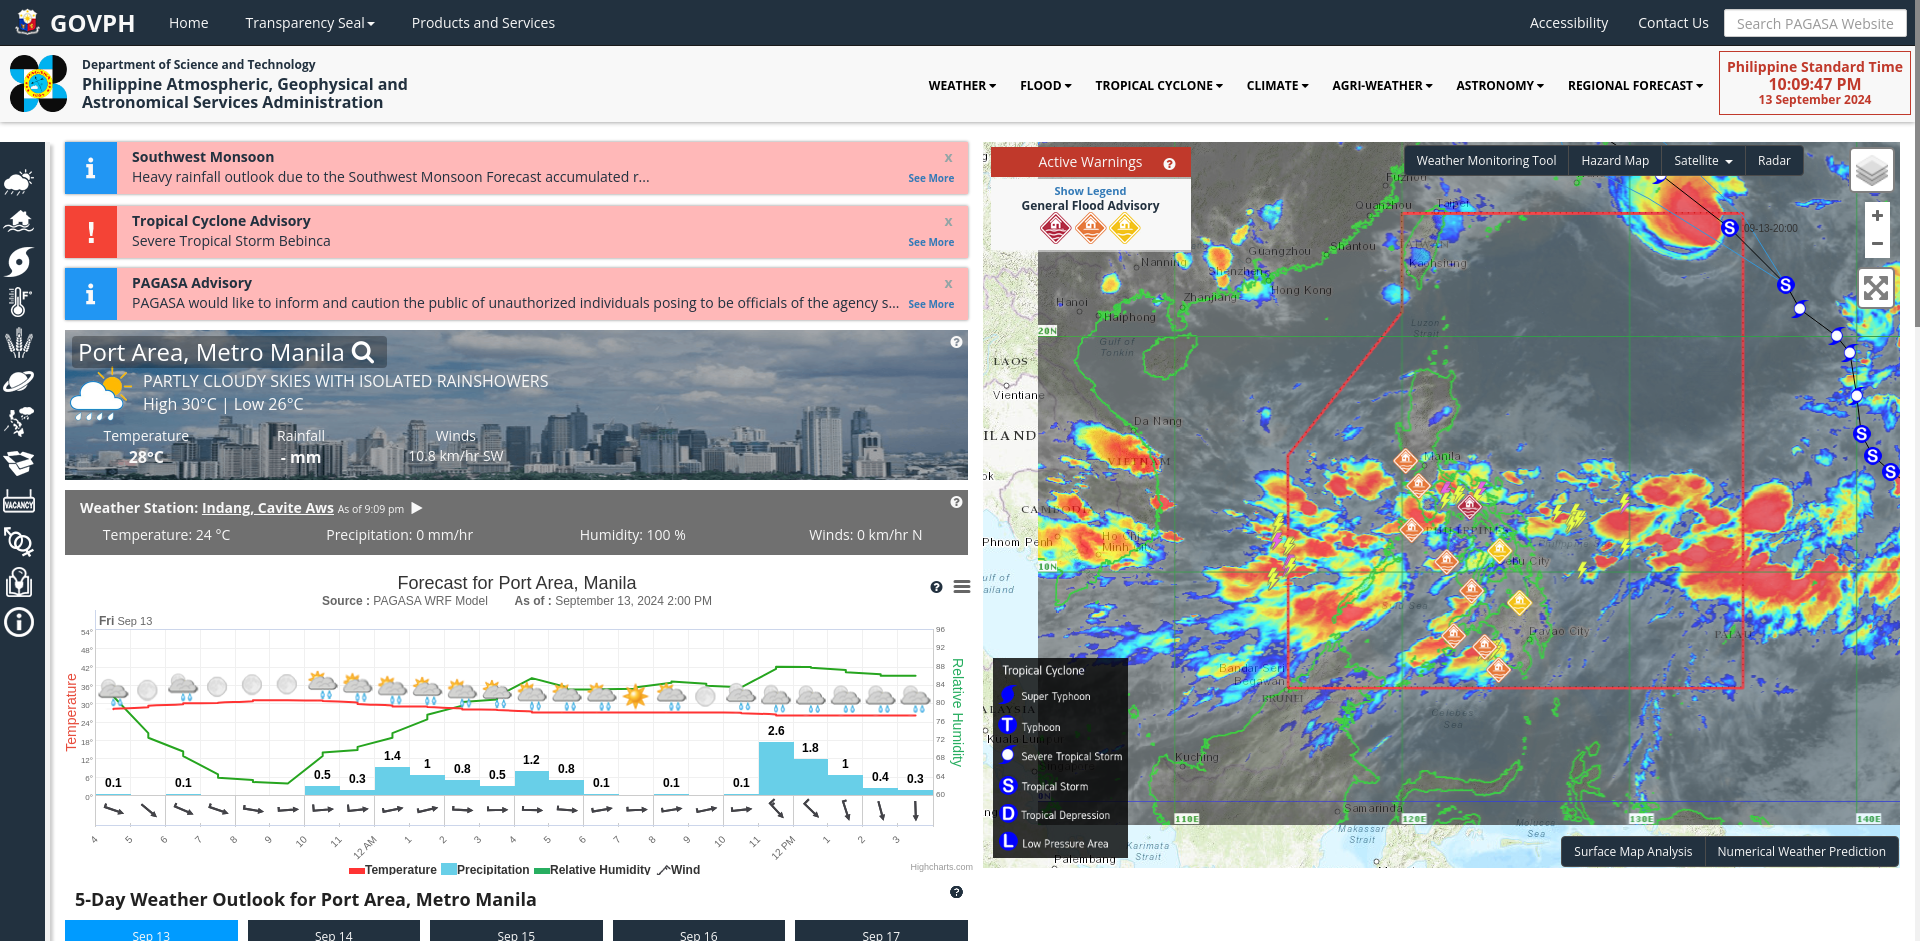 GOVPH
Home
Transparency Seal
Products and Services
Accessibility
Contact Us
Search PAGASA Website
Department of Science and Technology
Philippine Atmospheric, Geophysical and
Astronomical Services Administration
WEATHER
FLOOD
TROPICAL CYCLONE
CLIMATE
AGRI-WEATHER
ASTRONOMY
REGIONAL FORECAST
Philippine Standard Time
10:09:47 PM
13 September 2024
Southwest Monsoon
x
Heavy rainfall outlook due to the Southwest Monsoon Forecast accumulated r...
See More
Tropical Cyclone Advisory
x
Severe Tropical Storm Bebinca
See More
PAGASA Advisory
x
PAGASA would like to inform and caution the public of unauthorized individuals posing to be officials of the agency s...
See More
Port Area, Metro Manila
PARTLY CLOUDY SKIES WITH ISOLATED RAINSHOWERS
High 30°C | Low 26°C
Temperature
Rainfall
Winds
28°C
- mm
10.8 km/hr SW
Weather Station: Indang, Cavite Aws As of 9:09 pm
Temperature: 24 °C
Precipitation: 0 mm/hr
Humidity: 100 %
Winds: 0 km/hr N
Forecast for Port Area, Manila
Source : PAGASA WRF Model As of : September 13, 2024 2:00 PM
Fri Sep 13
Temperature
54°
48°
42°
36°
30°
24°
18°
12°
6°
0°
96
92
88
84
80
76
72
68
64
60
Relative Humidity
0.1
0.1
0.5
0.3
1.4
1
0.8
0.5
1.2
0.8
0.1
0.1
0.1
2.6
1.8
1
0.4
0.3
4
5
6
7
8
9
10
11
12 AM
1
2
3
4
5
6
7
8
9
10
11
12 PM
1
2
3
Temperature
Precipitation
Relative Humidity
Wind
Highcharts.com
5-Day Weather Outlook for Port Area, Metro Manila
Sep 13
Sep 14
Sep 15
Sep 16
Sep 17
Active Warnings
Show Legend
General Flood Advisory
Weather Monitoring Tool
Hazard Map
Satellite
Radar
+
−
Fuzhou
Quanzhou
Taipei
Shantou
TAIWAN
Kaohsiung
Guangzhou
Nanning
Shenzhen
Hong Kong
Zhanjiang
Hanoi
Haiphong
Gulf of
Tonkin
Luzon
Strait
09-13-20:00
S
S
S
S
S
20N
LAOS
Vientiane
Da Nang
ILAND
VIETNAM
ok
CAMBODIA
Phnom Penh
Ho Chi
Minh City
10N
ulf of
ailand
Manila
PHILIPPINES
ebu City
Sulu Sea
Davao City
PALAU
Bandar Seri
Begawan
BRUNEI
Celebes
Sea
ALAYSIA
Kuala Lumpur
Kuching
Samarinda
Makassar
Strait
Molucca
Sea
Karimata
Strait
Palembang
110E
120E
130E
140E
Tropical Cyclone
Super Typhoon
T Typhoon
Severe Tropical Storm
S Tropical Storm
D Tropical Depression
L Low Pressure Area
Surface Map Analysis
Numerical Weather Prediction
VACANCY